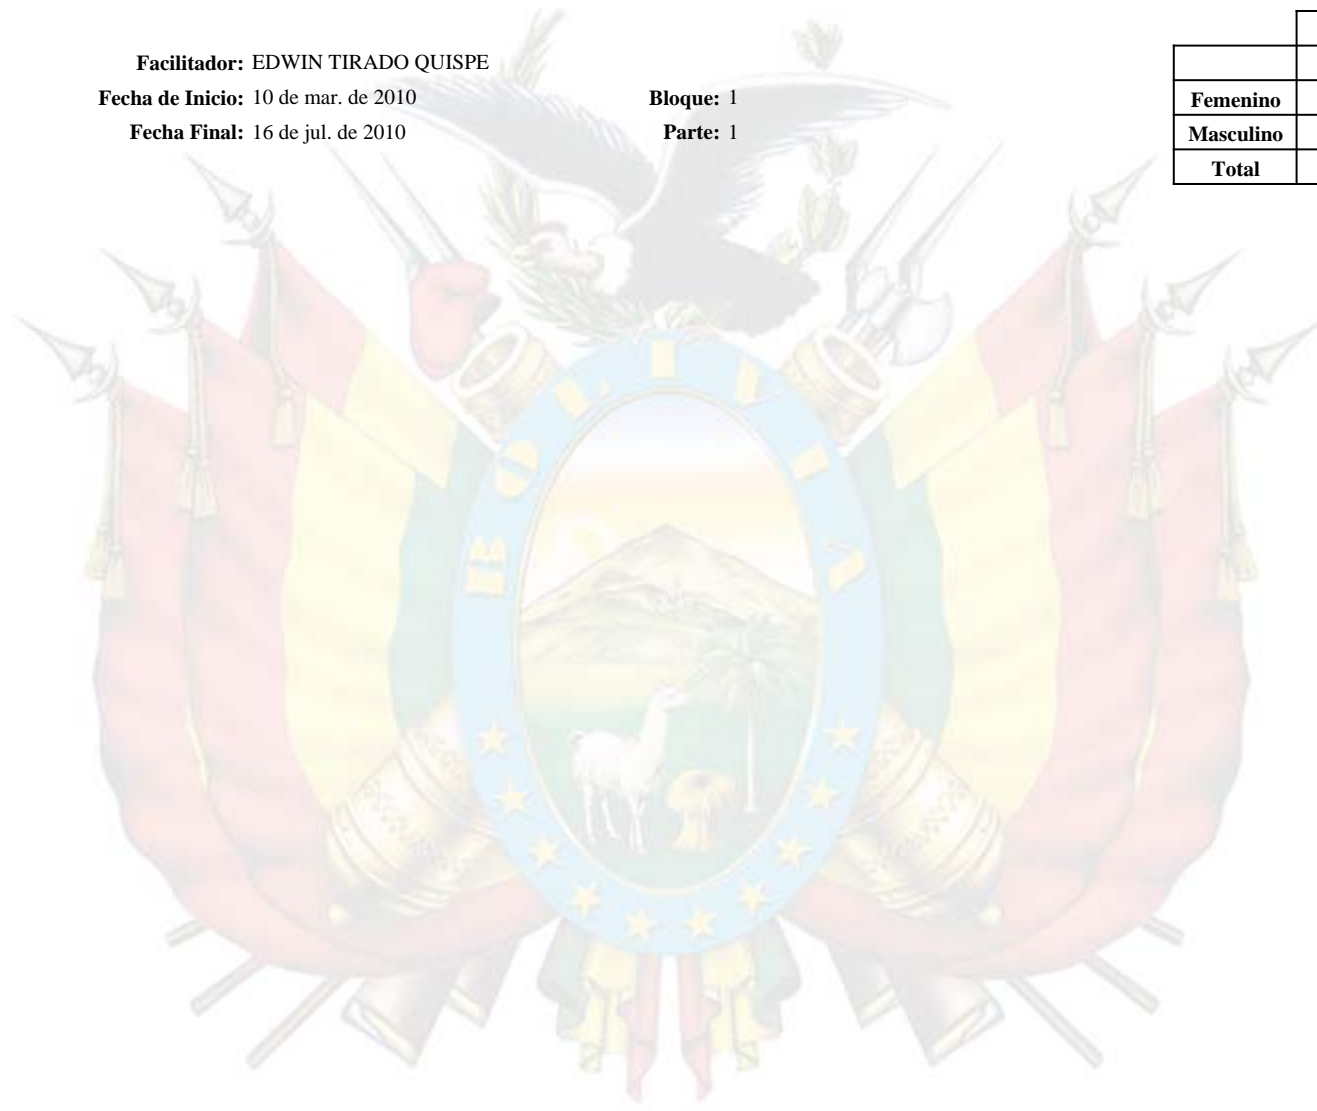 Facilitador: EDWIN TIRADO QUISPE
Fecha de Inicio: 10 de mar. de 2010 Bloque: 1
Fecha Final: 16 de jul. de 2010 Parte: 1
Femenino
Masculino
Total
BOLIVIA